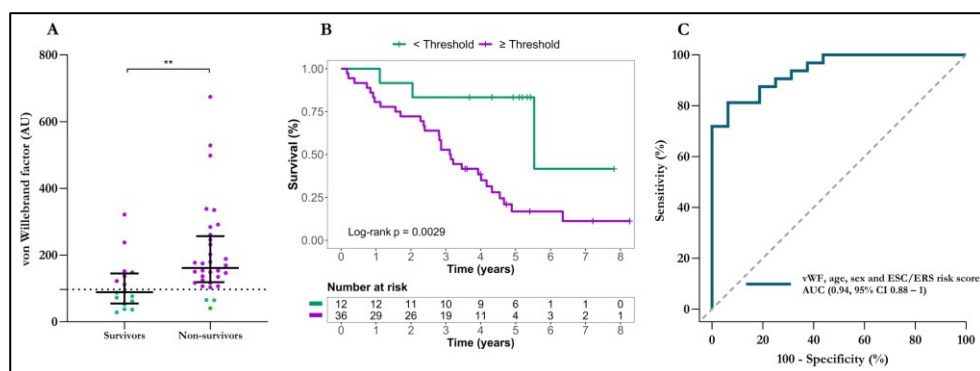 A
von Willebrand factor (AU)
800
600
400
200
0
**
Survivors
Non-survivors
B
< Threshold
≥ Threshold
Survival (%)
1.00
0.75
0.50
0.25
0.00
Log-rank p = 0.0029
0 1 2 3 4 5 6 7 8
Time (years)
Number at risk
12 12 11 10 9 6 1 1 0
36 29 26 19 11 4 3 2 1
0 1 2 3 4 5 6 7 8
Time (years)
C
Sensitivity (%)
100
80
60
40
20
0
vWF, age, sex and ESC/ERS risk score
AUC (0.94, 95% CI 0.88 – 1)
0 20 40 60 80 100
100 - Specificity (%)